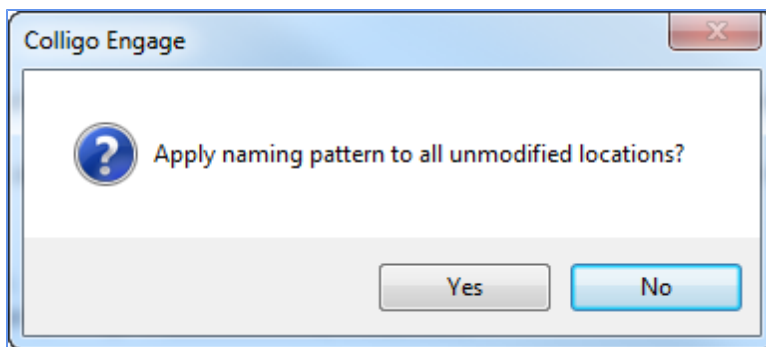 Colligo Engage
Apply naming pattern to all unmodified locations?
Yes
No